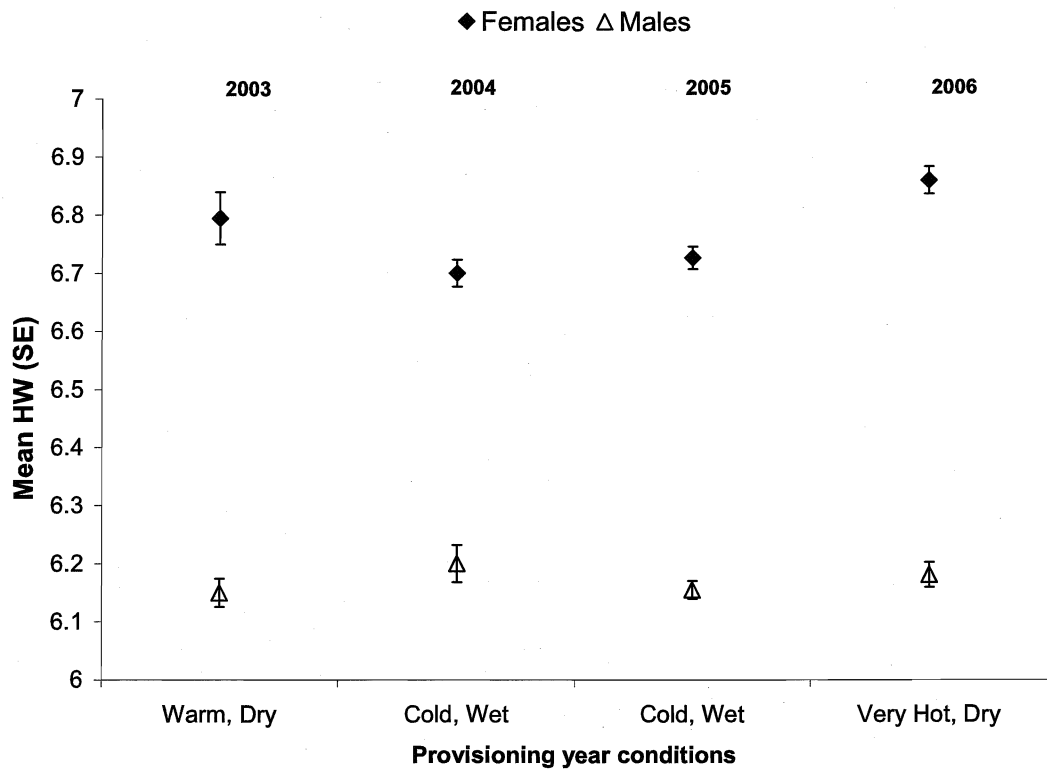 Females Males
2003 2004 2005 2006
7
6.9
6.8
6.7
6.6
6.5
6.4
6.3
6.2
6.1
6
Mean HW (SE)
Warm, Dry Cold, Wet Cold, Wet Very Hot, Dry
Provisioning year conditions